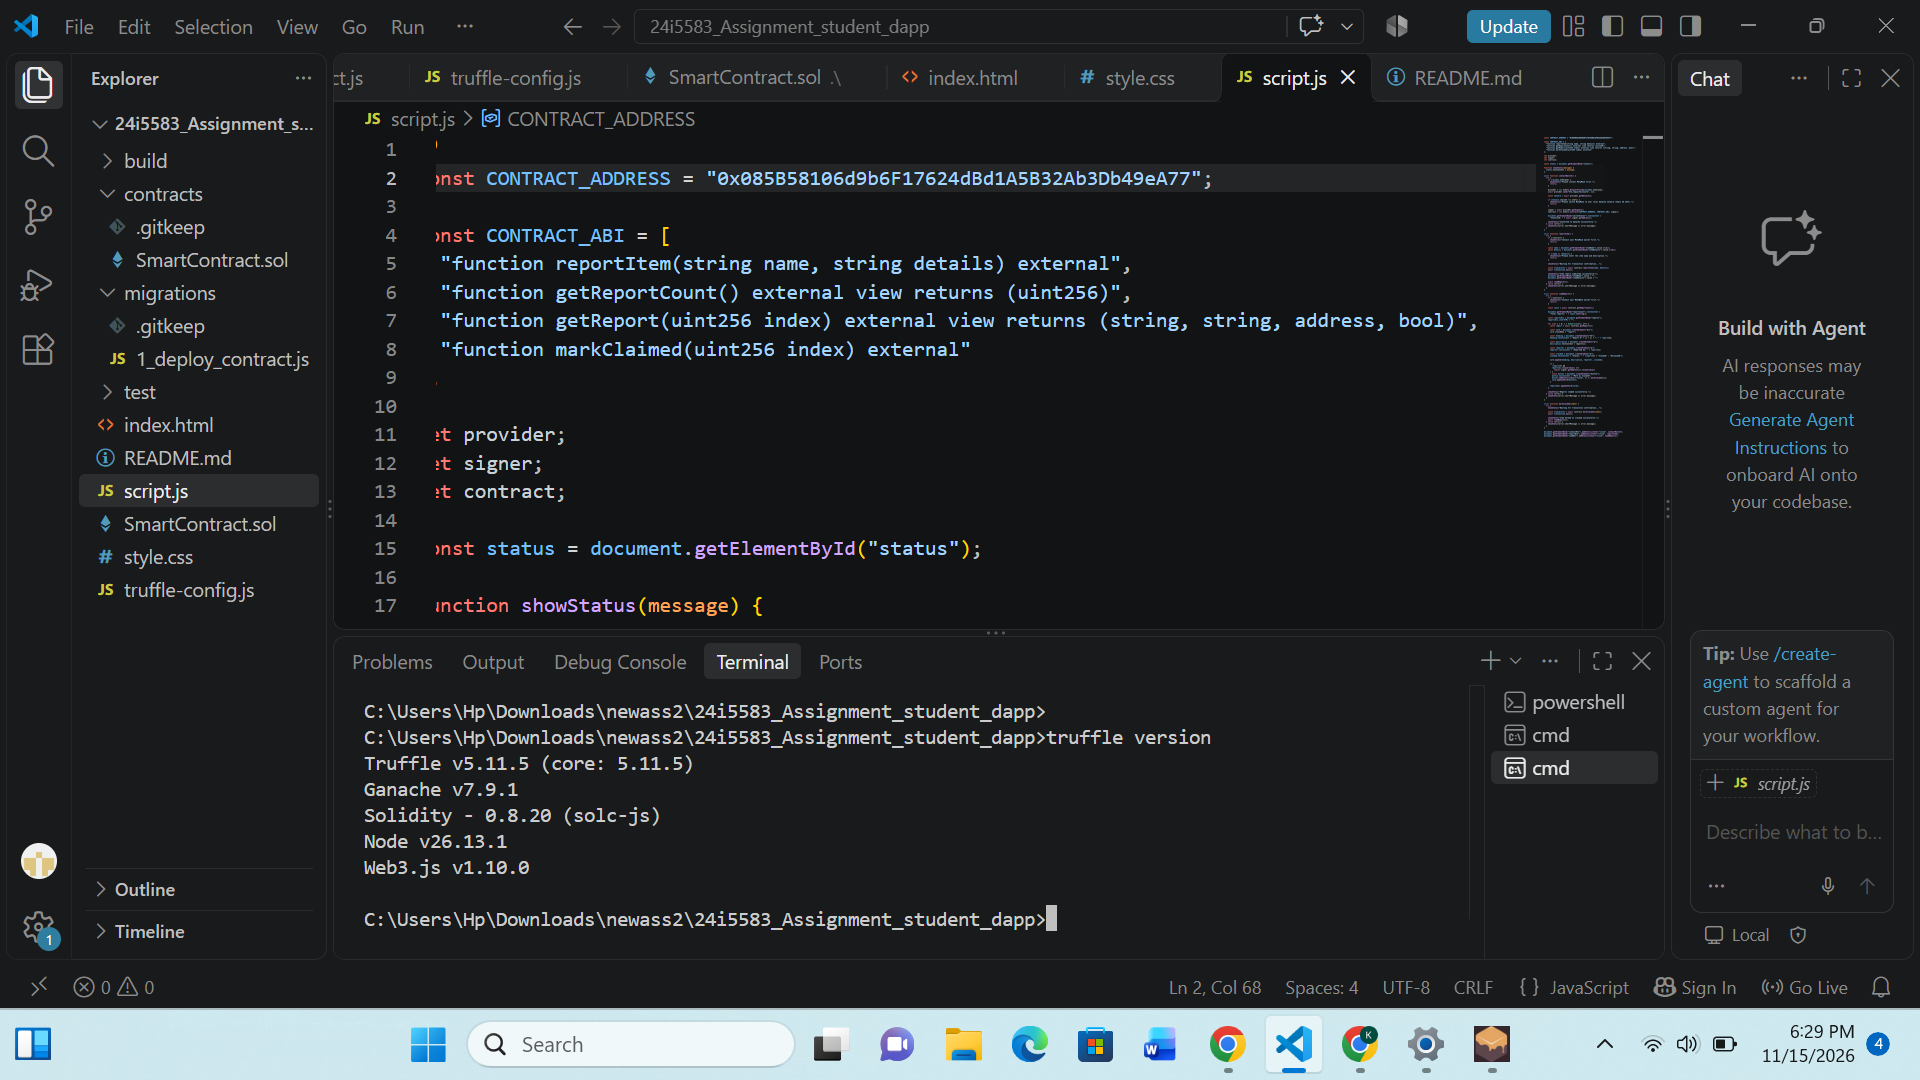 File Edit Selection View Go Run ···
24i5583_Assignment_student_dapp
Update
Explorer
24i5583_Assignment_s...
build
contracts
.gitkeep
SmartContract.sol
migrations
.gitkeep
JS 1_deploy_contract.js
test
index.html
README.md
JS script.js
SmartContract.sol
# style.css
JS truffle-config.js
Outline
Timeline
1
ct.js
JS truffle-config.js
SmartContract.sol .\
index.html
# style.css
JS script.js
README.md
JS script.js > CONTRACT_ADDRESS
1
2 onst CONTRACT_ADDRESS = "0x085B58106d9b6F17624dBd1A5B32Ab3Db49eA77";
3
4 onst CONTRACT_ABI = [
5 "function reportItem(string name, string details) external",
6 "function getReportCount() external view returns (uint256)",
7 "function getReport(uint256 index) external view returns (string, string, address, bool)",
8 "function markClaimed(uint256 index) external"
9
10
11 et provider;
12 et signer;
13 et contract;
14
15 onst status = document.getElementById("status");
16
17 unction showStatus(message) {
Problems Output Debug Console Terminal Ports
C:\Users\Hp\Downloads\newass2\24i5583_Assignment_student_dapp>
C:\Users\Hp\Downloads\newass2\24i5583_Assignment_student_dapp>truffle version
Truffle v5.11.5 (core: 5.11.5)
Ganache v7.9.1
Solidity - 0.8.20 (solc-js)
Node v26.13.1
Web3.js v1.10.0
C:\Users\Hp\Downloads\newass2\24i5583_Assignment_student_dapp>
powershell
cmd
cmd
Chat
Build with Agent
AI responses may
be inaccurate
Generate Agent
Instructions to
onboard AI onto
your codebase.
Tip: Use /create-
agent to scaffold a
custom agent for
your workflow.
JS script.js
Describe what to b...
Local
0 0
Ln 2, Col 68 Spaces: 4 UTF-8 CRLF { } JavaScript Sign In Go Live
Search
K
6:29 PM
11/15/2026
4